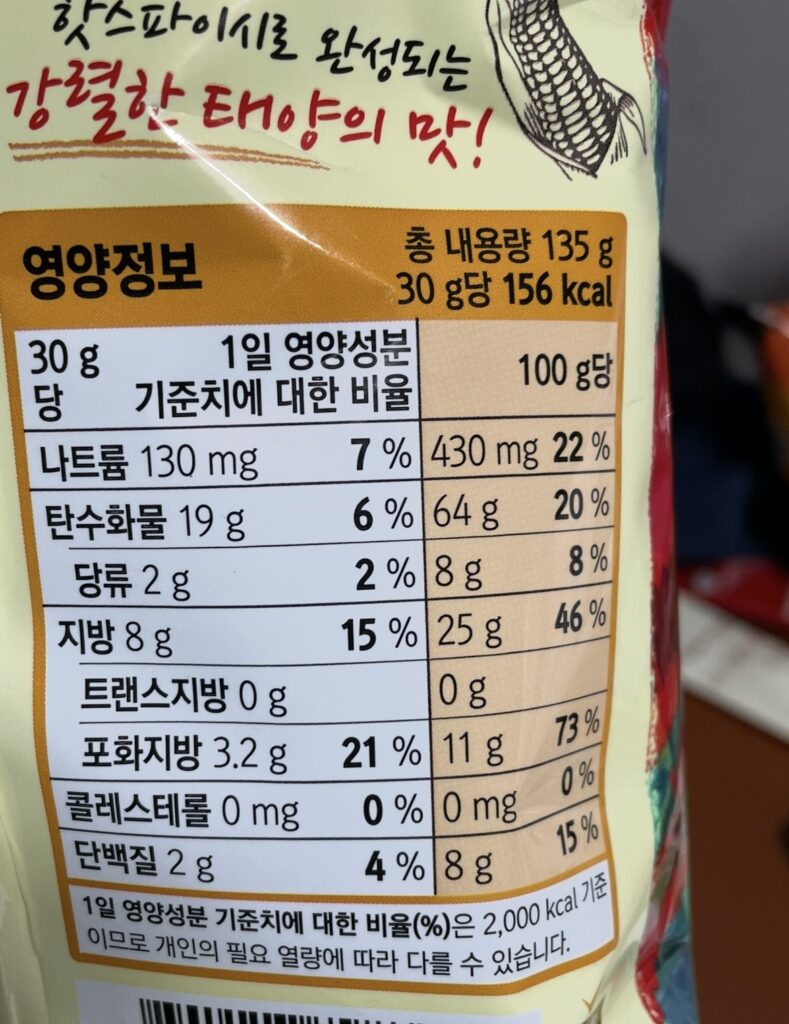 핫스파이시로 완성되는
강렬한 태양의 맛!
영양정보
총 내용량 135 g
30 g당 156 kcal
30 g당 1일 영양성분 기준치에 대한 비율 100 g당
나트륨 130 mg 7 % 430 mg 22 %
탄수화물 19 g 6 % 64 g 20 %
당류 2 g 2 % 8 g 8 %
지방 8 g 15 % 25 g 46 %
트랜스지방 0 g 0 g
포화지방 3.2 g 21 % 11 g 73 %
콜레스테롤 0 mg 0 % 0 mg 0 %
단백질 2 g 4 % 8 g 15 %
1일 영양성분 기준치에 대한 비율(%)은 2,000 kcal 기준
이므로 개인의 필요 열량에 따라 다를 수 있습니다.